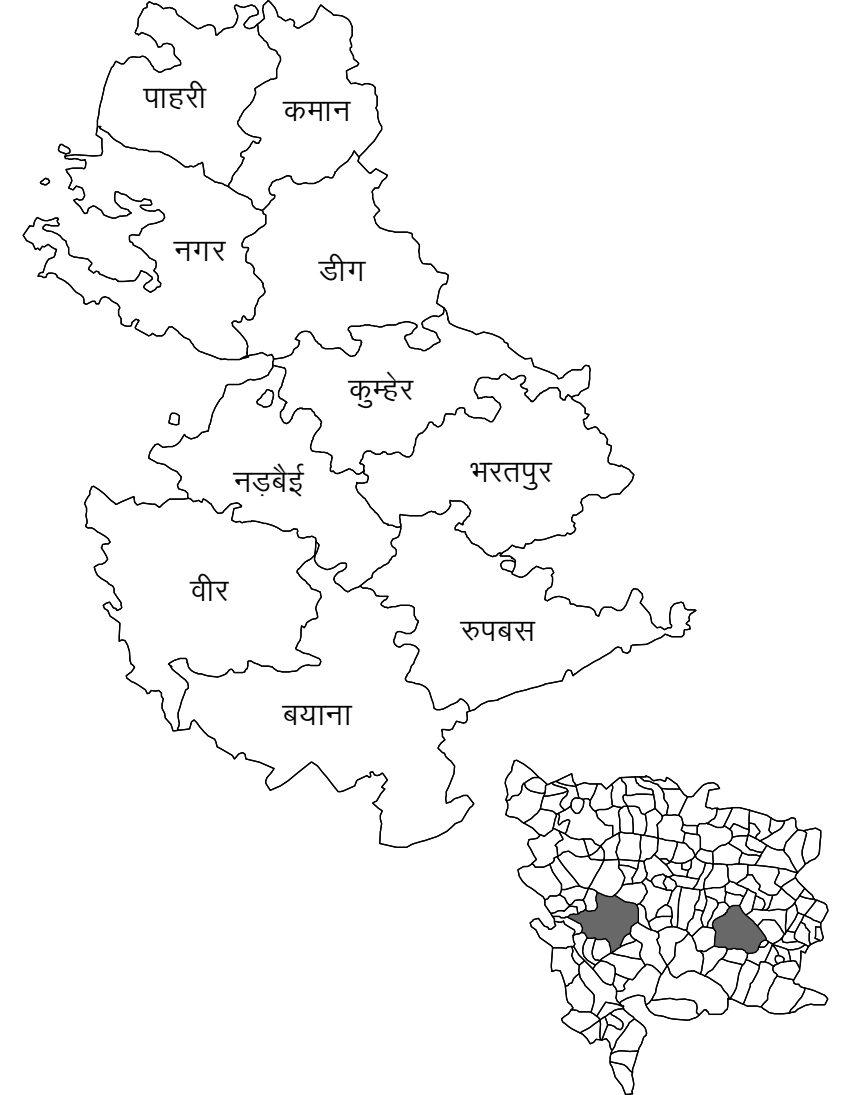 पाहरी
कमान
नगर
डीग
कुम्हेर
भरतपुर
नड़बैई
वीर
रुपबस
बयाना